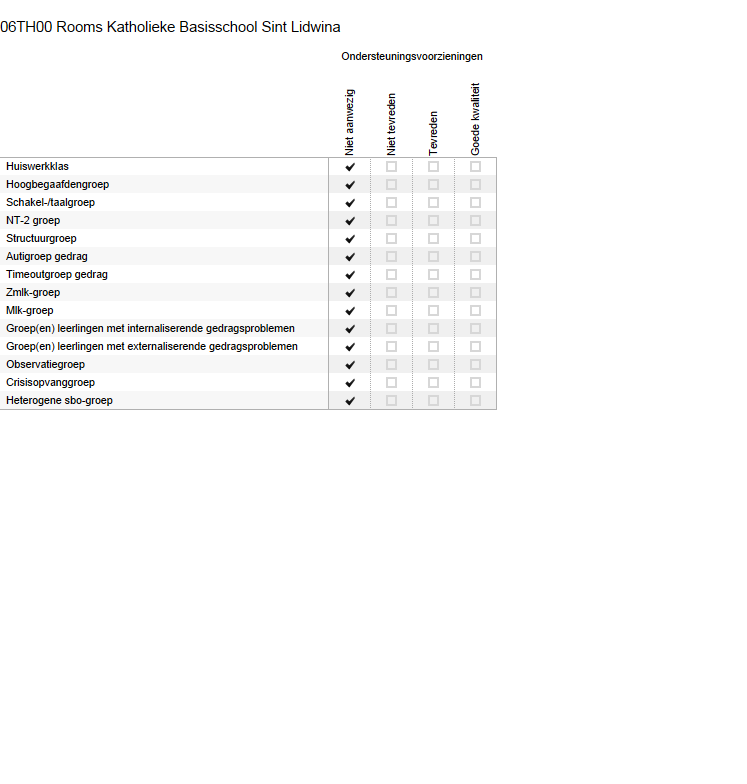 06TH00 Rooms Katholieke Basisschool Sint Lidwina
Ondersteuningsvoorzieningen
Niet aanwezig
Niet tevreden
Tevreden
Goede kwaliteit
Huiswerkklas
Hoogbegaafdengroep
Schakel-/taalgroep
NT-2 groep
Structuurgroep
Autigroep gedrag
Timeoutgroep gedrag
Zmlk-groep
Mlk-groep
Groep(en) leerlingen met internaliserende gedragsproblemen
Groep(en) leerlingen met externaliserende gedragsproblemen
Observatiegroep
Crisisopvanggroep
Heterogene sbo-groep